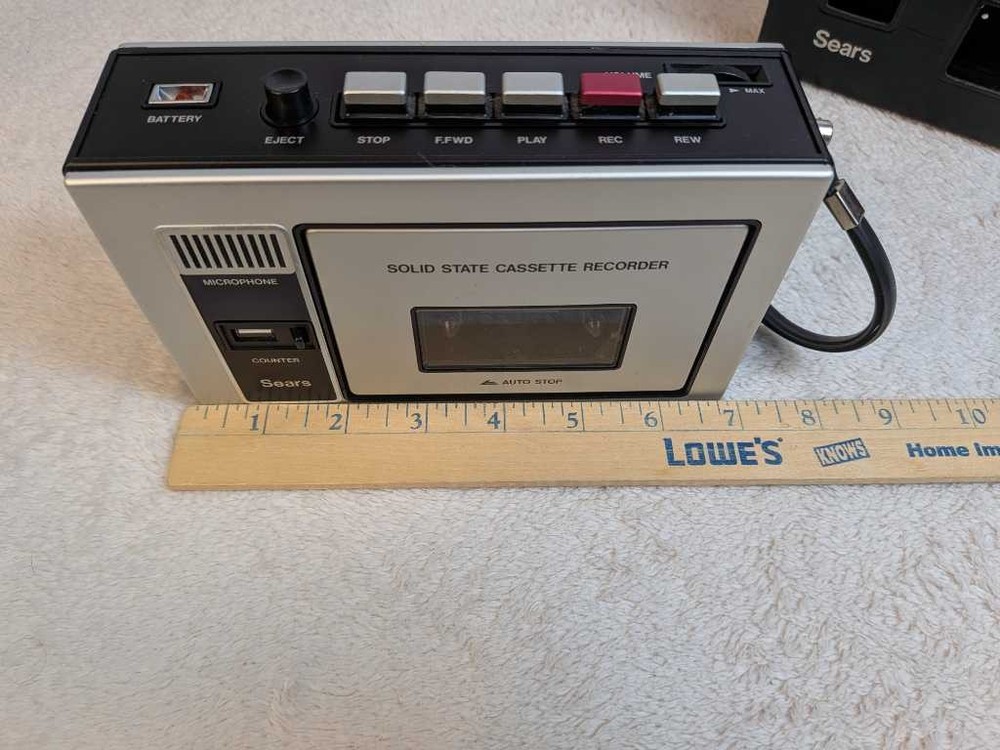 Sears
VOLUME
MAX
BATTERY
EJECT
STOP
F.FWD
PLAY
REC
REW
MICROPHONE
COUNTER
Sears
SOLID STATE CASSETTE RECORDER
AUTO STOP
1 2 3 4 5 6 7 8 9 10
LOWE'S KNOWS Home Im